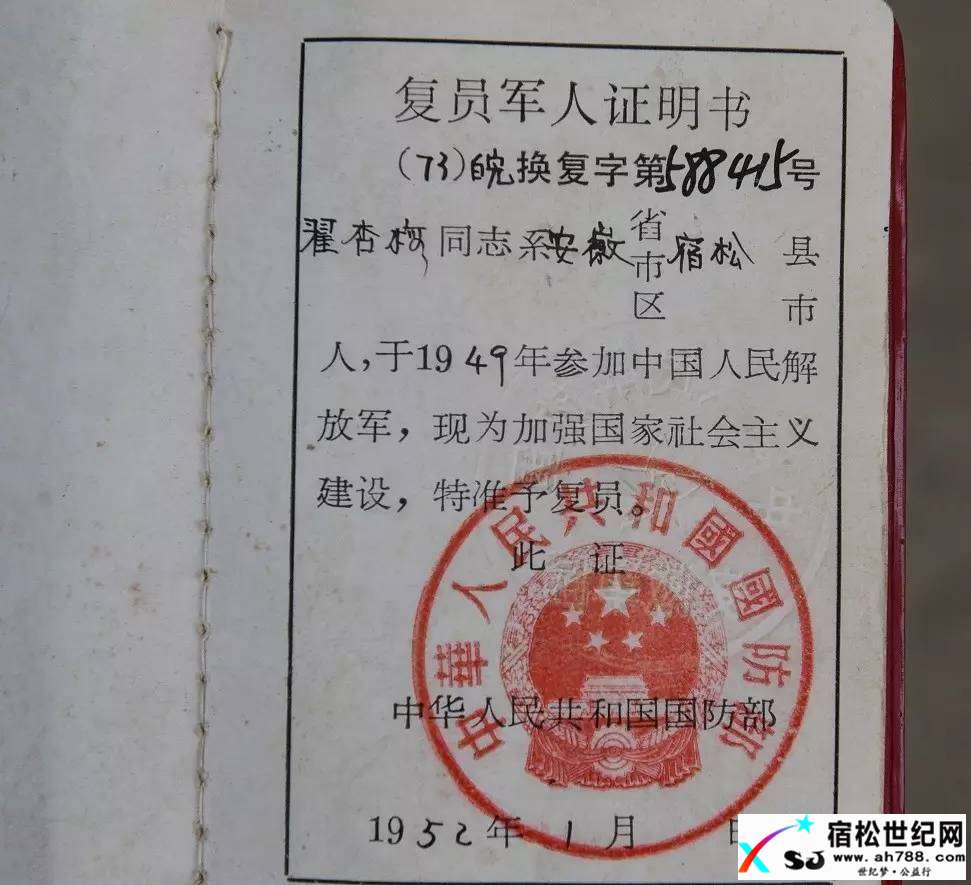 复员军人证明书
(73)皖换复字第588415号
翟杏柯同志系安徽省市区宿松县市
人,于1949年参加中国人民解
放军，现为加强国家社会主义
建设，特准予复员。
此证
中华人民共和国国防部
1952年1月日
中華人民共和國國防部
宿松世纪网
www.ah788.com
世纪梦·公益行